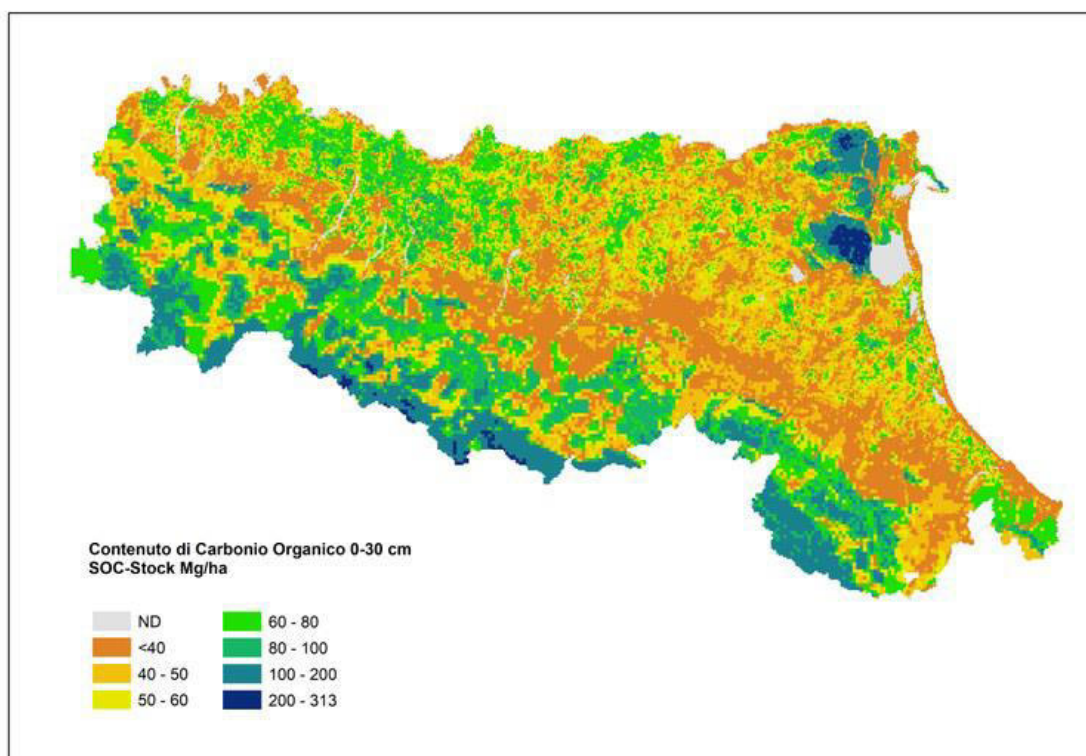 Contenuto di Carbonio Organico 0-30 cm
SOC-Stock Mg/ha
ND
<40
40 - 50
50 - 60
60 - 80
80 - 100
100 - 200
200 - 313